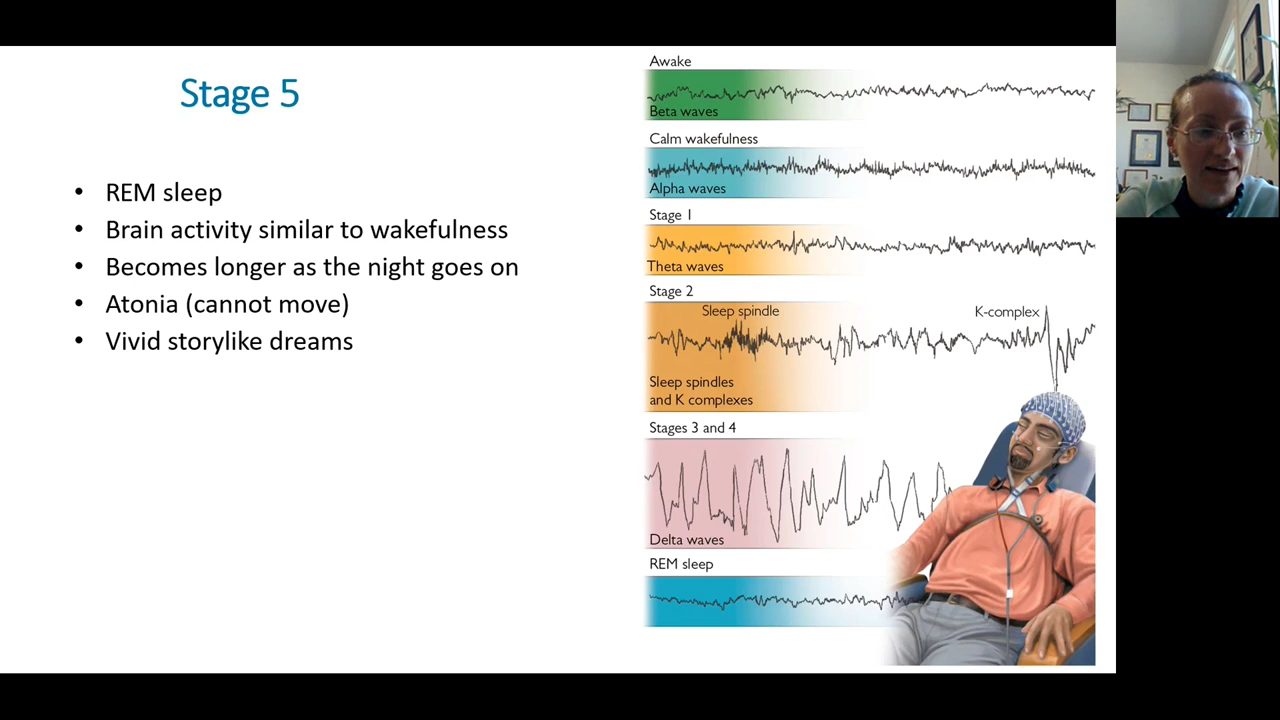 Stage 5
• REM sleep
• Brain activity similar to wakefulness
• Becomes longer as the night goes on
• Atonia (cannot move)
• Vivid storylike dreams
Awake
Beta waves
Calm wakefulness
Alpha waves
Stage 1
Theta waves
Stage 2
Sleep spindle
K-complex
Sleep spindles
and K complexes
Stages 3 and 4
Delta waves
REM sleep